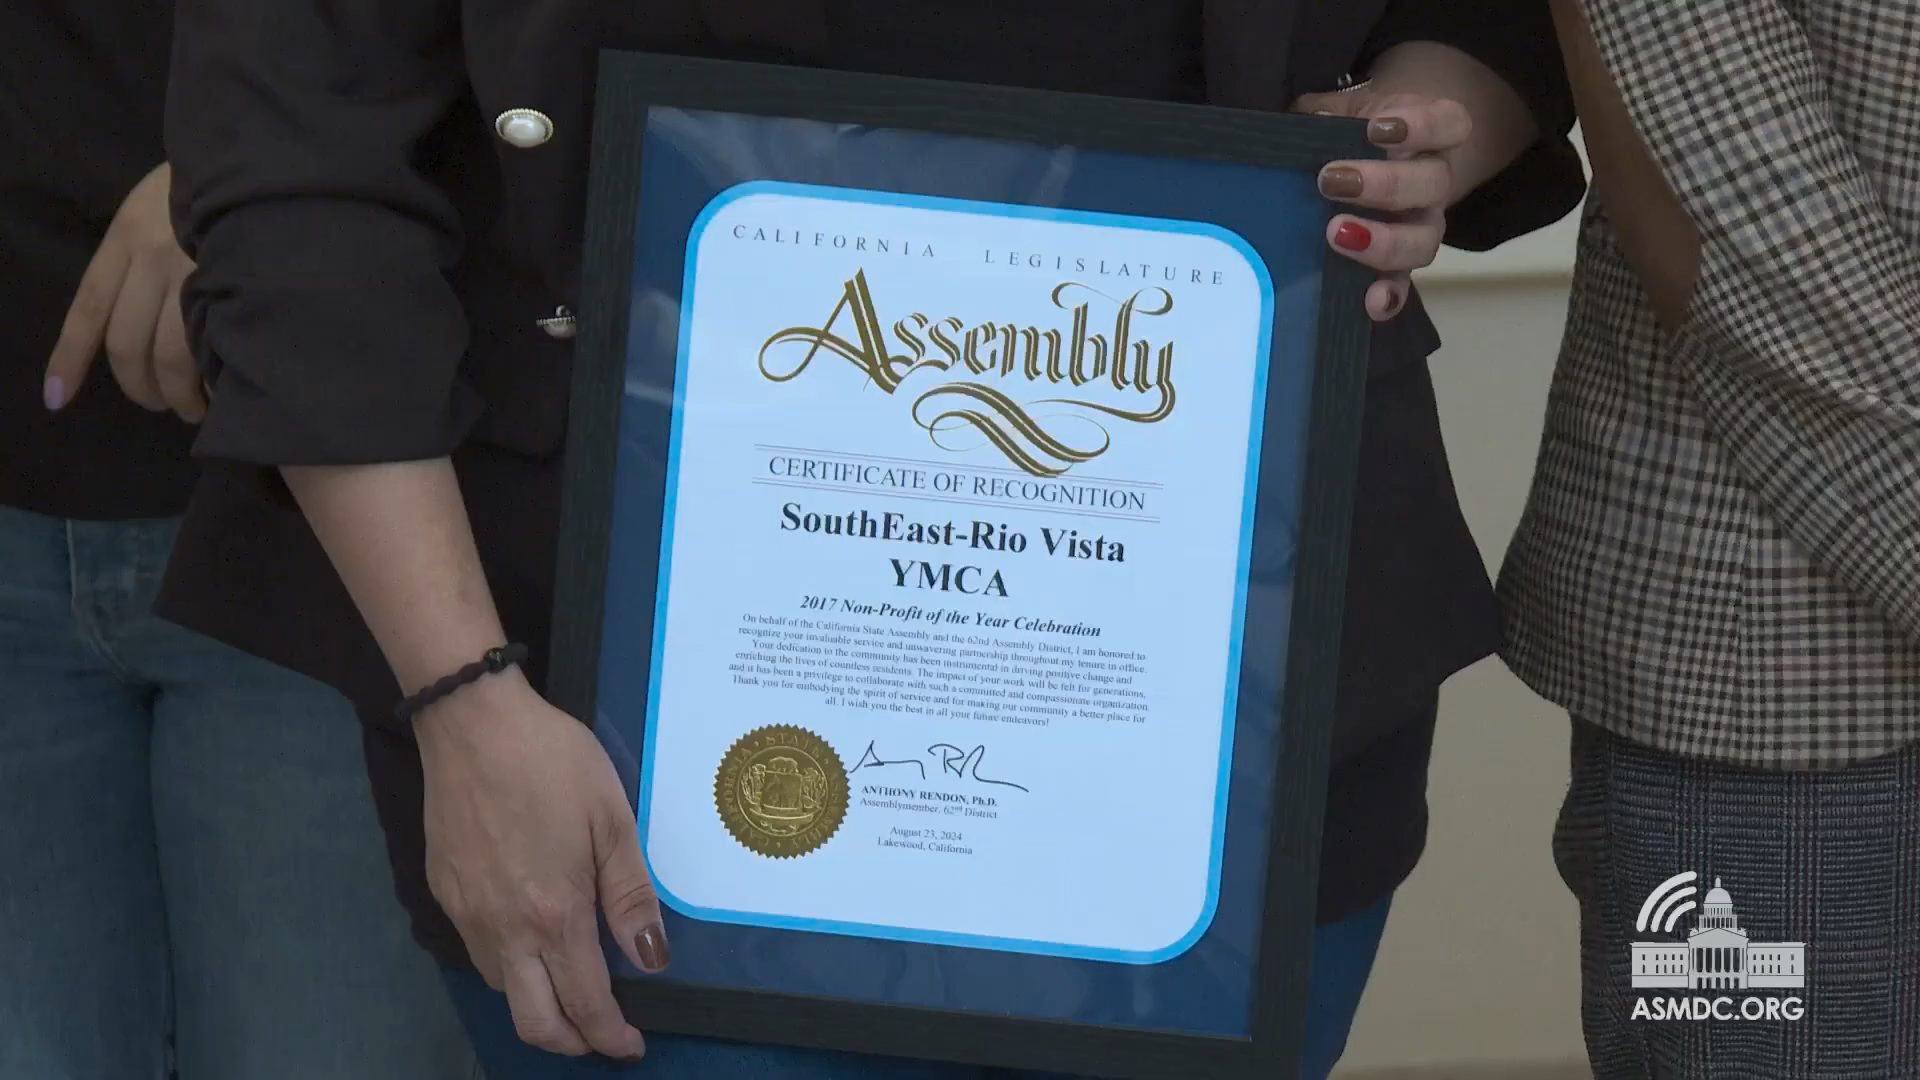 CALIFORNIA LEGISLATURE
Assembly
CERTIFICATE OF RECOGNITION
SouthEast-Rio Vista
YMCA
2017 Non-Profit of the Year Celebration
On behalf of the California State Assembly and the 62nd Assembly District, I am honored to
recognize your invaluable service and unwavering partnership throughout my tenure in office.
Your dedication to the community has been instrumental in driving positive change and
enriching the lives of countless residents. The impact of your work will be felt for generations,
and it has been a privilege to collaborate with such a committed and compassionate organization.
Thank you for embodying the spirit of service and for making our community a better place for
all. I wish you the best in all your future endeavors!
ANTHONY RENDON, Ph.D.
Assemblymember, 62nd District
August 23, 2024
Lakewood, California
ASMDC.ORG